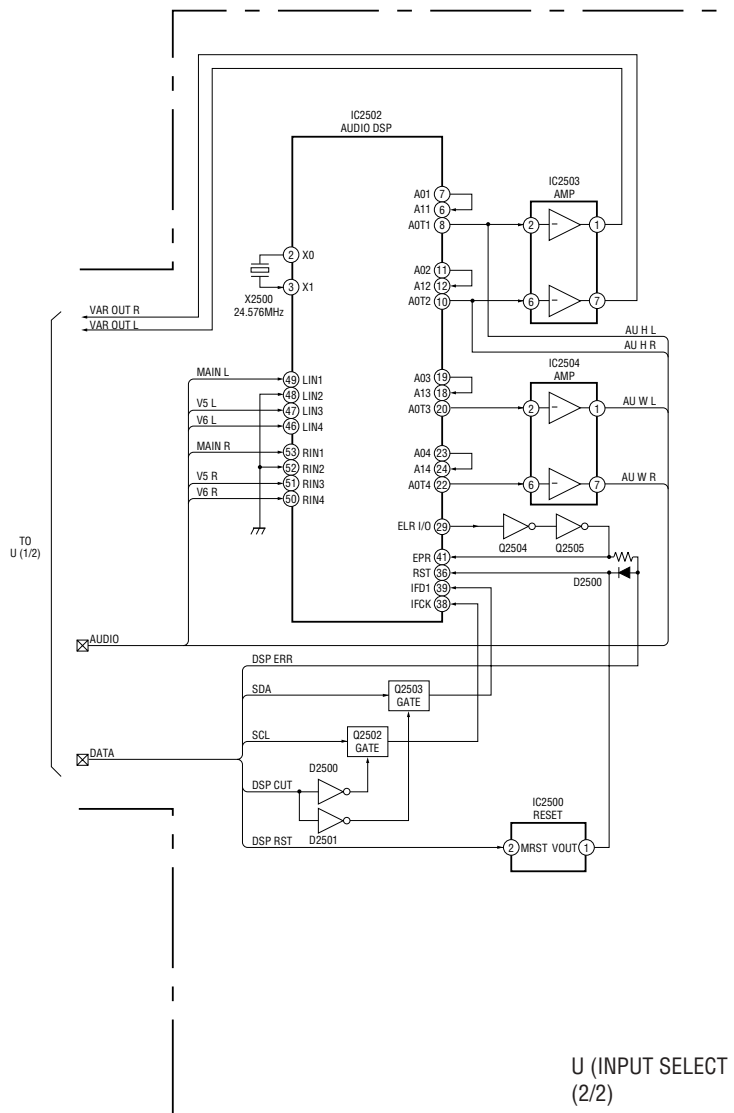 IC2502
AUDIO DSP
IC2503
AMP
A01 7
A11 6
A0T1 8
2 1
2 X0
A02 11
A12 12
3 X1
X2500
24.576MHz
A0T2 10
6 7
VAR OUT R
VAR OUT L
AU H L
AU H R
IC2504
AMP
MAIN L
49 LIN1
A03 19
48 LIN2
A13 18
V5 L
47 LIN3
A0T3 20
2 1
AU W L
V6 L
46 LIN4
MAIN R
53 RIN1
A04 23
52 RIN2
A14 24
V5 R
51 RIN3
A0T4 22
6 7
AU W R
V6 R
50 RIN4
ELR I/O 29
Q2504
Q2505
TO
U (1/2)
EPR 41
RST 36
D2500
IFD1 39
IFCK 38
AUDIO
DSP ERR
SDA
Q2503
GATE
SCL
Q2502
GATE
DATA
D2500
DSP CUT
D2501
IC2500
RESET
DSP RST
2 MRST VOUT 1
U (INPUT SELECT
(2/2)